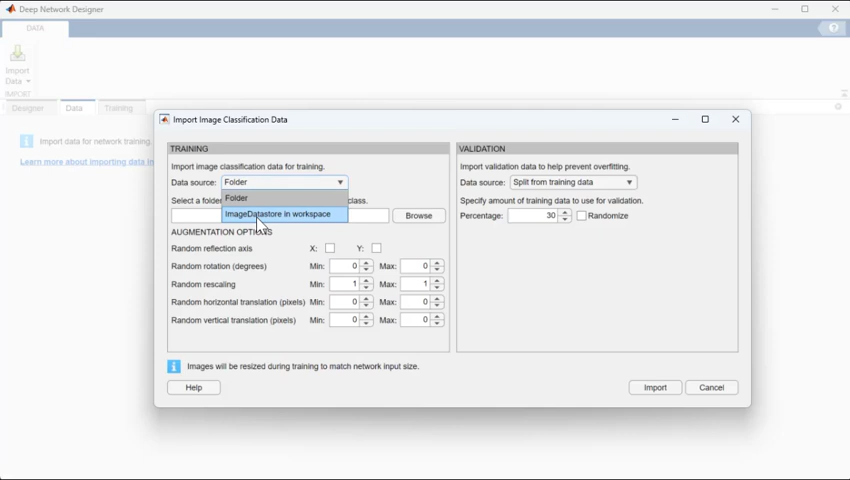 Deep Network Designer
DATA
Import
Data
IMPORT
Designer
Data
Training
Import data for network training.
Learn more about importing data in
Import Image Classification Data
TRAINING
Import image classification data for training.
Data source: Folder
Folder
Select a folder class.
ImageDatastore in workspace
Browse
AUGMENTATION OPTIONS
Random reflection axis X: Y:
Random rotation (degrees) Min: 0 Max: 0
Random rescaling Min: 1 Max: 1
Random horizontal translation (pixels) Min: 0 Max: 0
Random vertical translation (pixels) Min: 0 Max: 0
VALIDATION
Import validation data to help prevent overfitting.
Data source: Split from training data
Specify amount of training data to use for validation.
Percentage: 30 Randomize
Images will be resized during training to match network input size.
Help
Import
Cancel